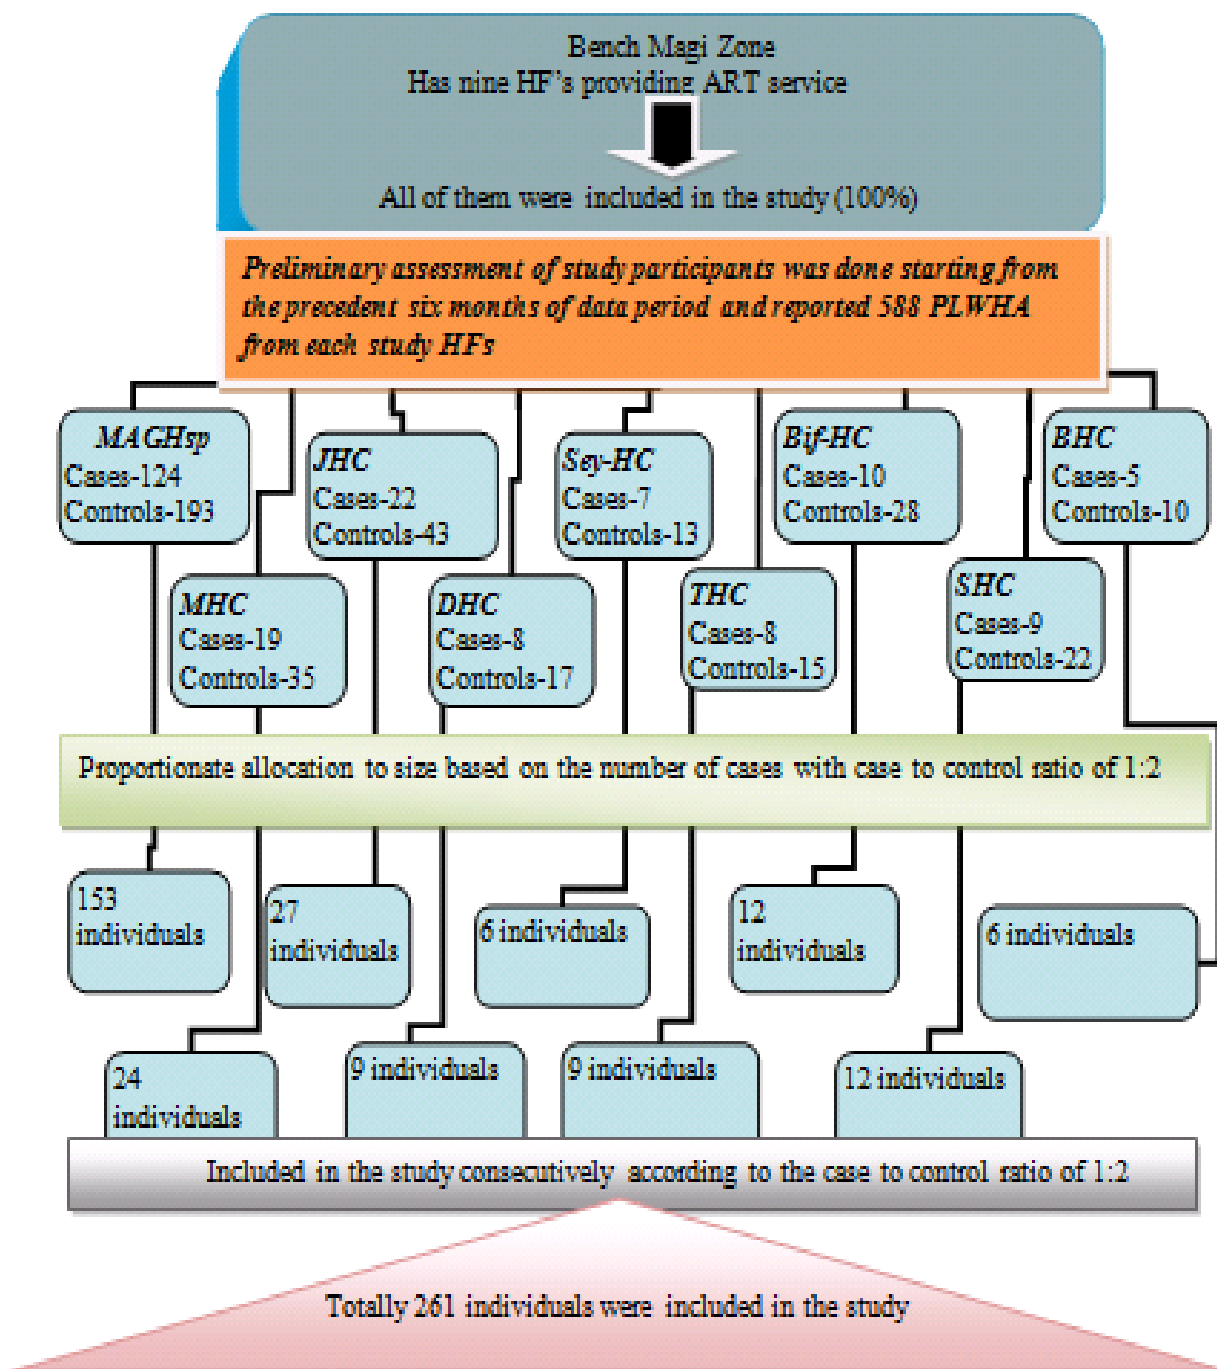 Bench Magi Zone
Has nine HF's providing ART service
All of them were included in the study (100%)
Preliminary assessment of study participants was done starting from
the precedent six months of data period and reported 588 PLWHA
from each study HFs
MAGHsp
Cases-124
Controls-193
JHC
Cases-22
Controls-43
Sey-HC
Cases-7
Controls-13
Bif-HC
Cases-10
Controls-28
BHC
Cases-5
Controls-10
MHC
Cases-19
Controls-35
DHC
Cases-8
Controls-17
THC
Cases-8
Controls-15
SHC
Cases-9
Controls-22
Proportionate allocation to size based on the number of cases with case to control ratio of 1:2
153
individuals
27
individuals
6 individuals
12
individuals
6 individuals
24
individuals
9 individuals
9 individuals
12 individuals
Included in the study consecutively according to the case to control ratio of 1:2
Totally 261 individuals were included in the study